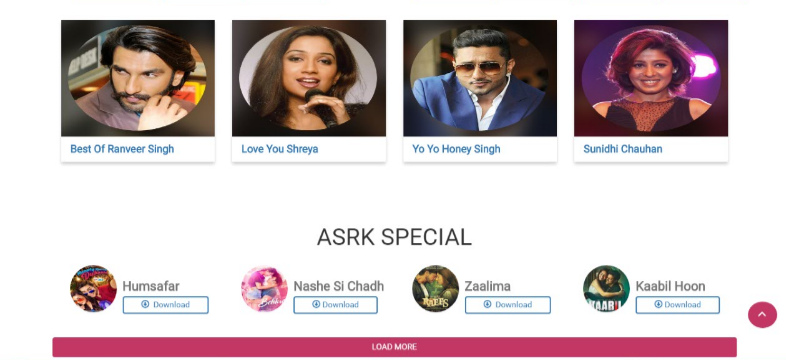 Best Of Ranveer Singh
Love You Shreya
Yo Yo Honey Singh
Sunidhi Chauhan
ASRK SPECIAL
Humsafar
Download
Nashe Si Chadh
Download
Zaalima
Download
Kaabil Hoon
Download
LOAD MORE